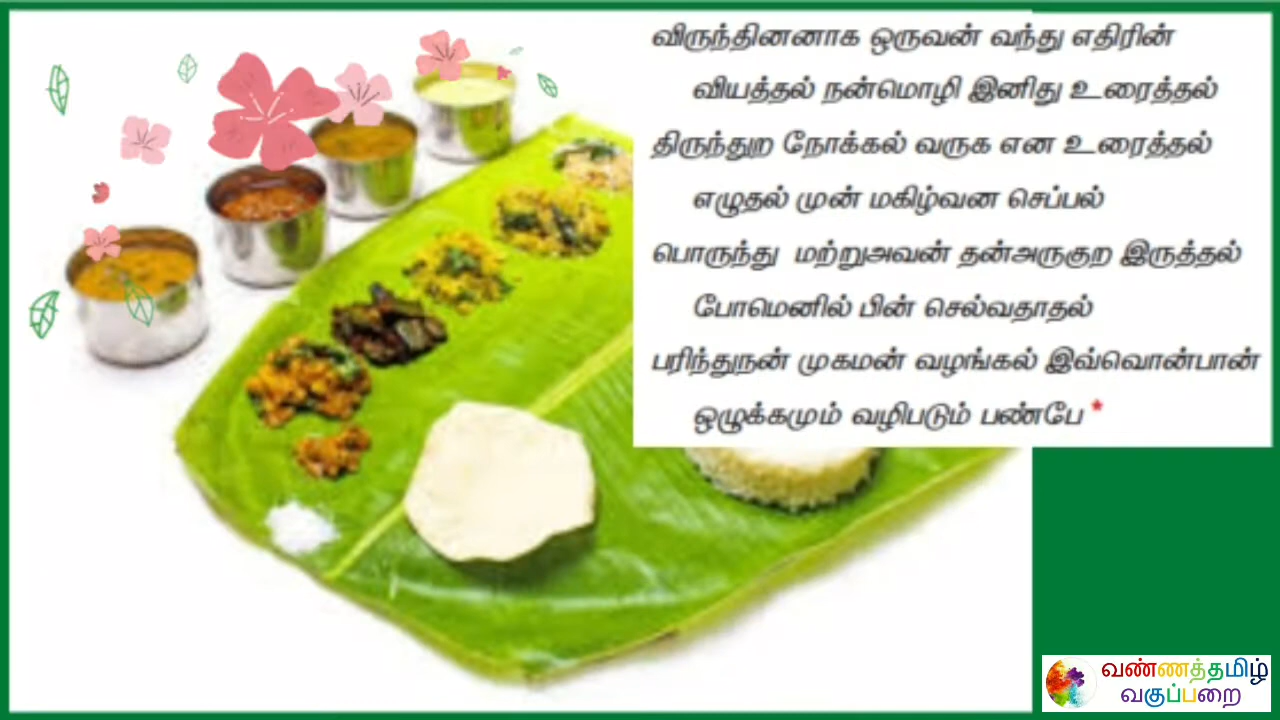 விருந்தினனாக ஒருவன் வந்து எதிரின்
வியத்தல் நன்மொழி இனிது உரைத்தல்
திருந்துற நோக்கல் வருக என உரைத்தல்
எழுதல் முன் மகிழ்வன செப்பல்
பொருந்து மற்றுஅவன் தன்அருகுற இருத்தல்
போமெனில் பின் செல்வதாதல்
பரிந்துநன் முகமன் வழங்கல் இவ்வொன்பான்
ஒழுக்கமும் வழிபடும் பண்பே *
வண்ணத்தமிழ்
வகுப்பறை